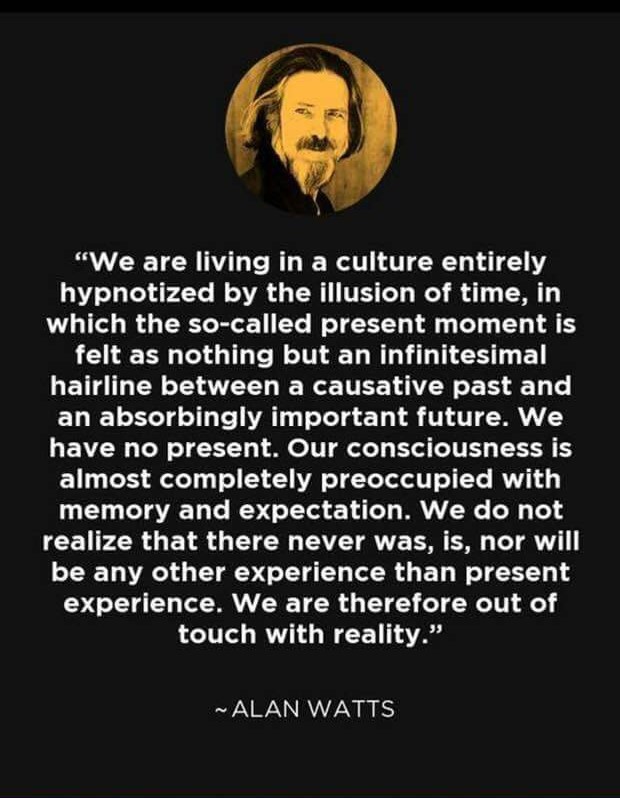 “We are living in a culture entirely
hypnotized by the illusion of time, in
which the so-called present moment is
felt as nothing but an infinitesimal
hairline between a causative past and
an absorbingly important future. We
have no present. Our consciousness is
almost completely preoccupied with
memory and expectation. We do not
realize that there never was, is, nor will
be any other experience than present
experience. We are therefore out of
touch with reality.”
~ALAN WATTS